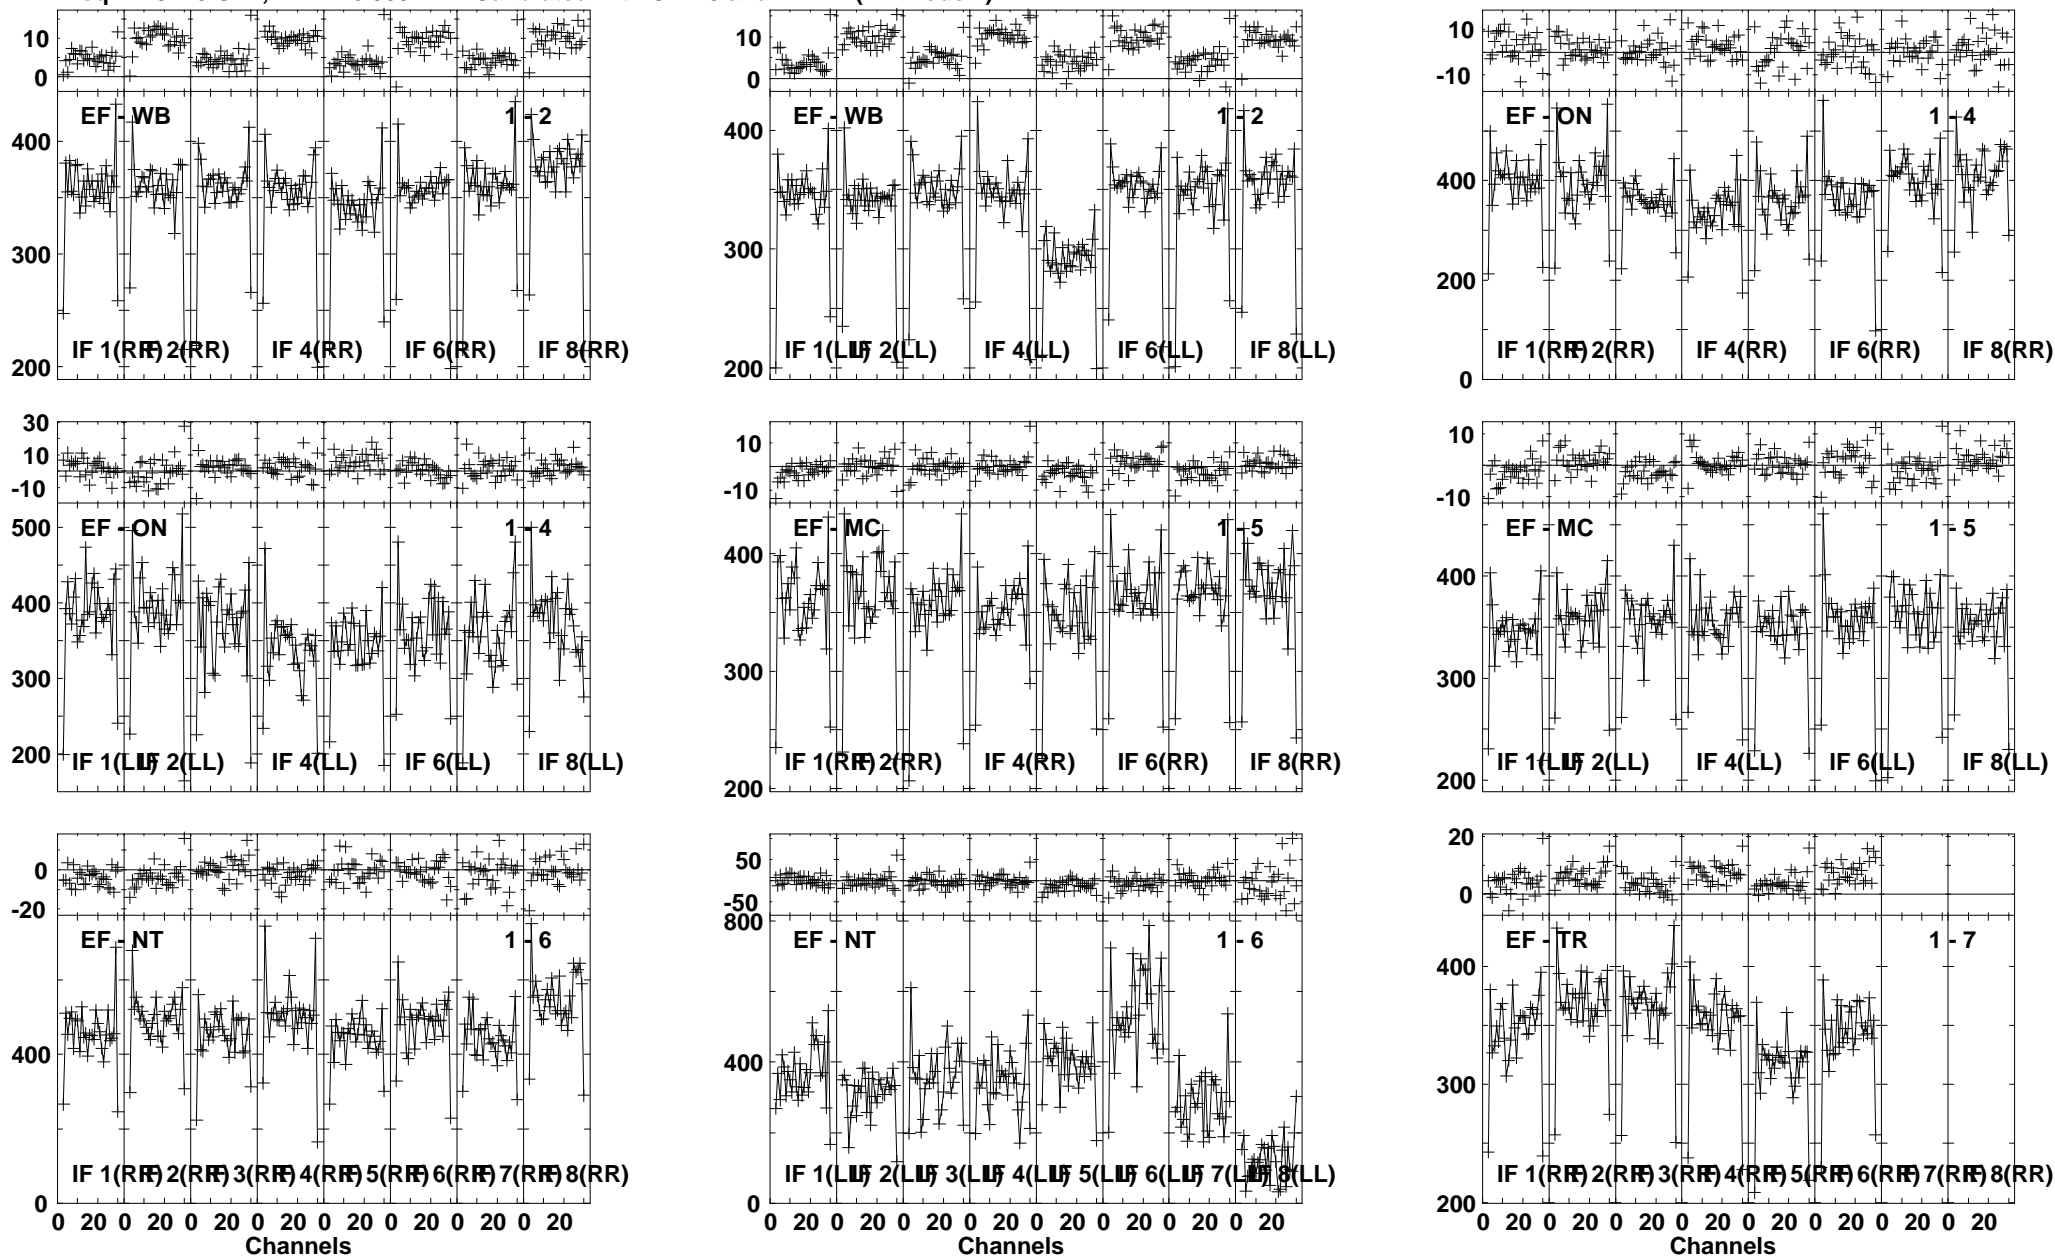 10
0
EF - WB 1 - 2
400
300
200
IF 1(RR) IF 2(RR) IF 4(RR) IF 6(RR) IF 8(RR)
10
0
EF - WB 1 - 2
400
300
200
IF 1(LL) IF 2(LL) IF 4(LL) IF 6(LL) IF 8(LL)
10
-10
EF - ON 1 - 4
400
200
0
IF 1(RR) IF 2(RR) IF 4(RR) IF 6(RR) IF 8(RR)
30
10
-10
EF - ON 1 - 4
500
400
300
200
IF 1(LL) IF 2(LL) IF 4(LL) IF 6(LL) IF 8(LL)
10
-10
EF - MC 1 - 5
400
300
200
IF 1(RR) IF 2(RR) IF 4(RR) IF 6(RR) IF 8(RR)
10
-10
EF - MC 1 - 5
400
300
200
IF 1(LL) IF 2(LL) IF 4(LL) IF 6(LL) IF 8(LL)
0
-20
EF - NT 1 - 6
400
0
IF 1(RR) IF 2(RR) IF 3(RR) IF 4(RR) IF 5(RR) IF 6(RR) IF 7(RR) IF 8(RR)
0 20 0 20 0 20 0 20 0 20 0 20 0 20 0 20
Channels
50
-50
800
EF - NT 1 - 6
400
0
IF 1(LL) IF 2(LL) IF 3(LL) IF 4(LL) IF 5(LL) IF 6(LL) IF 7(LL) IF 8(LL)
0 20 0 20 0 20 0 20 0 20 0 20 0 20 0 20
Channels
20
0
EF - TR 1 - 7
400
300
200
IF 1(RR) IF 2(RR) IF 3(RR) IF 4(RR) IF 5(RR) IF 6(RR) IF 7(RR) IF 8(RR)
0 20 0 20 0 20 0 20 0 20 0 20 0 20 0 20
Channels